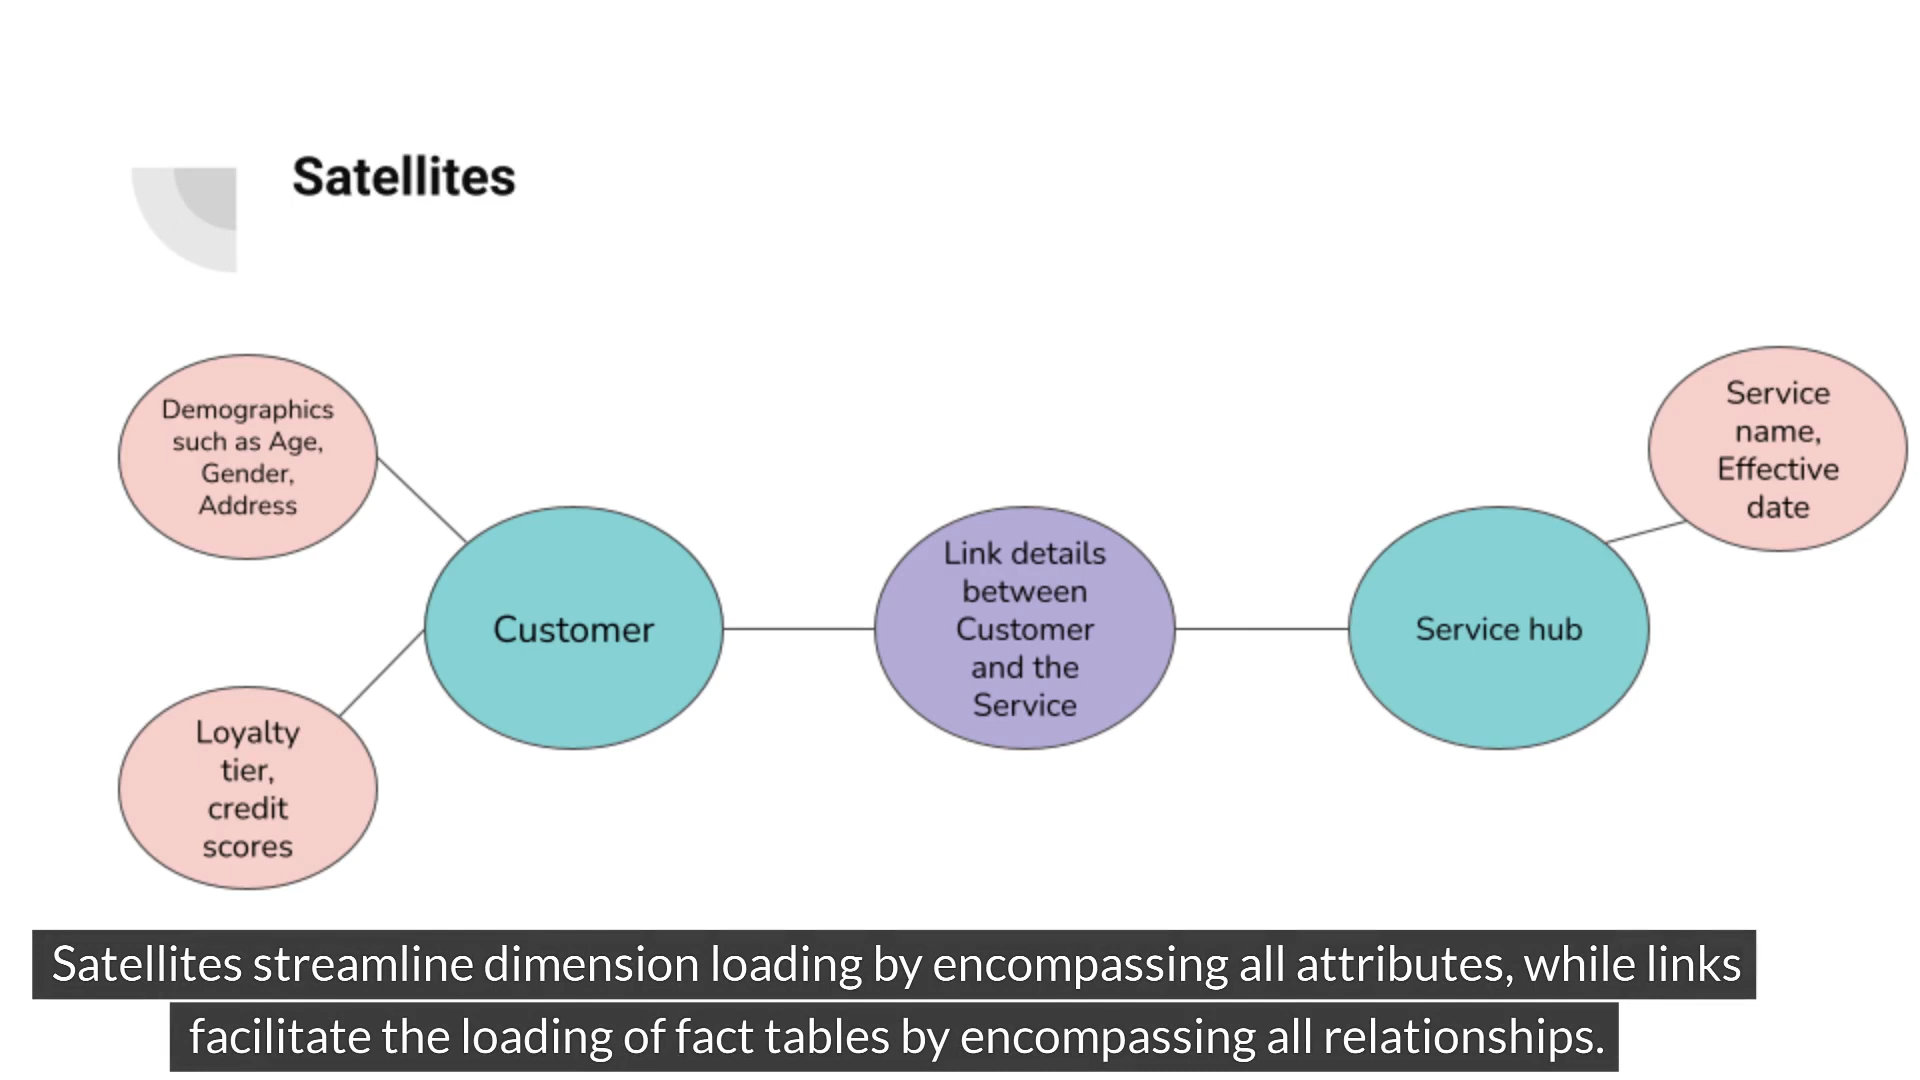 Satellites
Demographics
such as Age,
Gender,
Address
Service
name,
Effective
date
Customer
Link details
between
Customer
and the
Service
Service hub
Loyalty
tier,
credit
scores
Satellites streamline dimension loading by encompassing all attributes, while links
facilitate the loading of fact tables by encompassing all relationships.